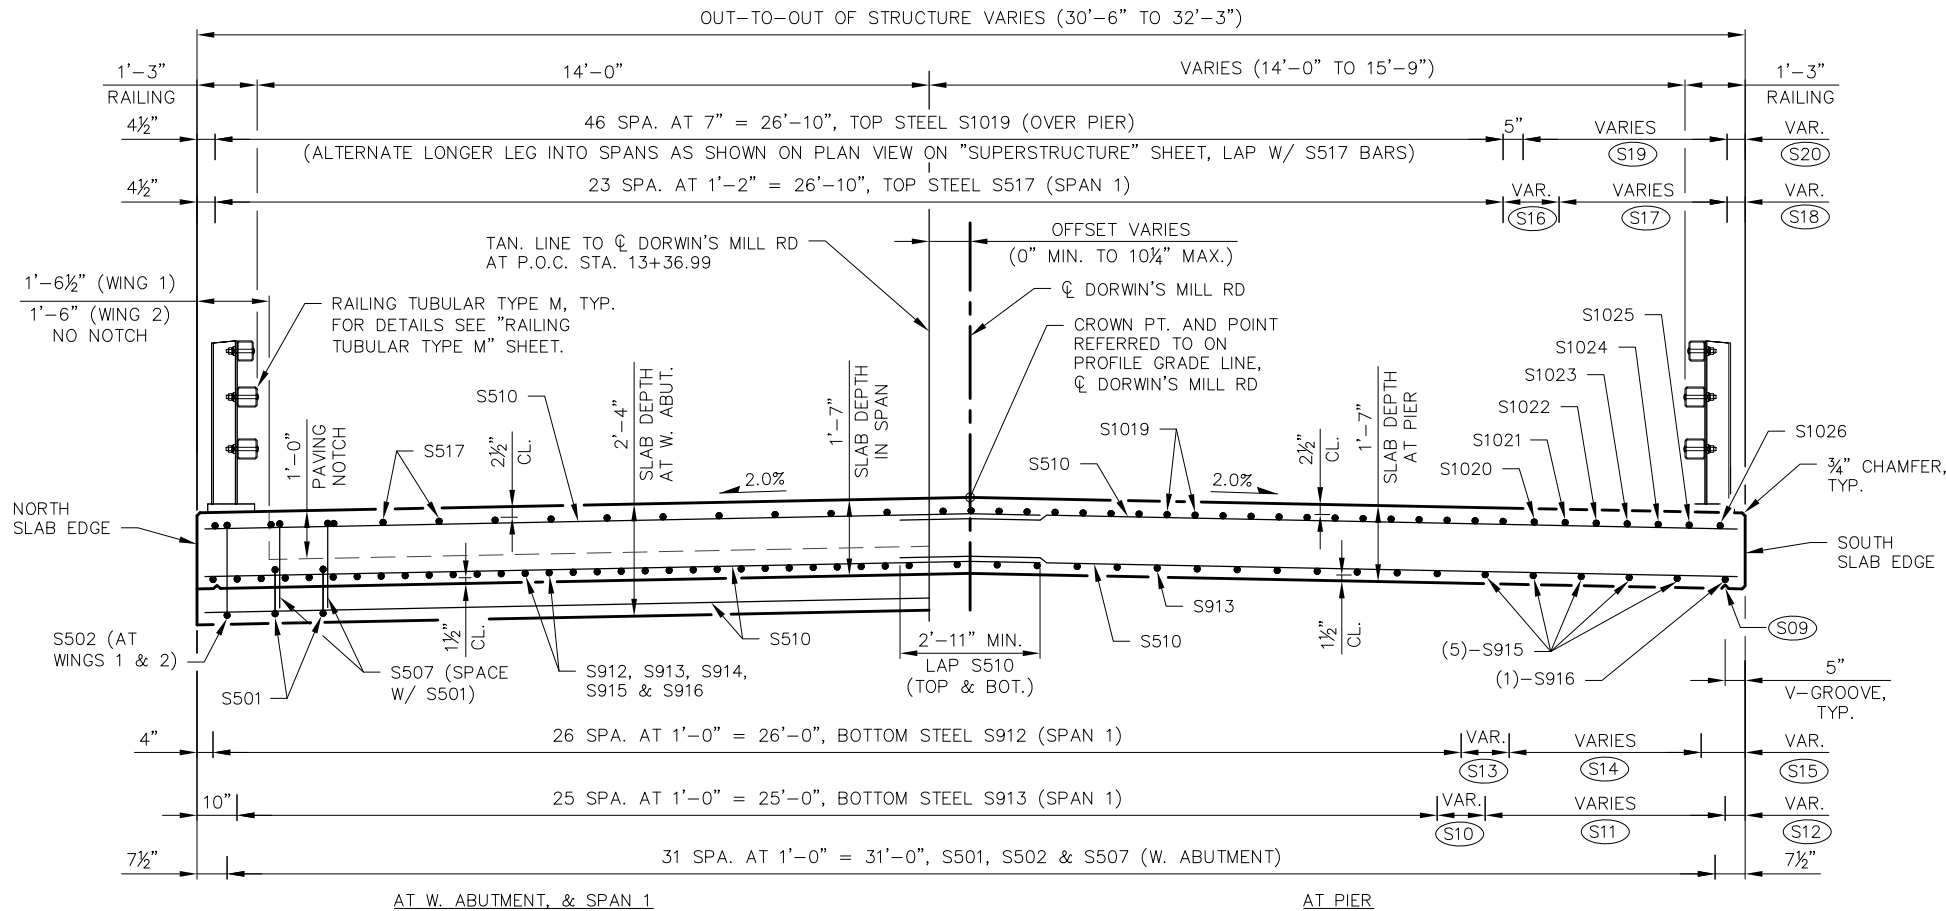 OUT-TO-OUT OF STRUCTURE VARIES (30'-6" TO 32'-3")
1'-3"
RAILING
14'-0"
VARIES (14'-0" TO 15'-9")
1'-3"
RAILING
4½"
46 SPA. AT 7" = 26'-10", TOP STEEL S1019 (OVER PIER)
5"
VARIES
S19
VAR.
S20
(ALTERNATE LONGER LEG INTO SPANS AS SHOWN ON PLAN VIEW ON "SUPERSTRUCTURE" SHEET, LAP W/ S517 BARS)
4½"
23 SPA. AT 1'-2" = 26'-10", TOP STEEL S517 (SPAN 1)
VAR.
S16
VARIES
S17
VAR.
S18
TAN. LINE TO ℄ DORWIN'S MILL RD
AT P.O.C. STA. 13+36.99
OFFSET VARIES
(0" MIN. TO 10¼" MAX.)
1'-6½" (WING 1)
1'-6" (WING 2)
NO NOTCH
RAILING TUBULAR TYPE M, TYP.
FOR DETAILS SEE "RAILING
TUBULAR TYPE M" SHEET.
℄ DORWIN'S MILL RD
CROWN PT. AND POINT
REFERRED TO ON
PROFILE GRADE LINE,
℄ DORWIN'S MILL RD
S1025
S1024
S1023
S1022
S1021
S1020
S1026
¾" CHAMFER,
TYP.
1'-0"
PAVING
NOTCH
S517
S510
2½"
CL.
2'-4"
SLAB DEPTH
AT W. ABUT.
2.0%
1'-7"
SLAB DEPTH
IN SPAN
S1019
S510
2.0%
2½"
CL.
1'-7"
SLAB DEPTH
AT PIER
NORTH
SLAB EDGE
SOUTH
SLAB EDGE
S502 (AT
WINGS 1 & 2)
S501
S507 (SPACE
W/ S501)
1½"
CL.
S912, S913, S914,
S915 & S916
S510
2'-11" MIN.
LAP S510
(TOP & BOT.)
S510
S913
1½"
CL.
(5)-S915
(1)-S916
S09
5"
V-GROOVE,
TYP.
4"
26 SPA. AT 1'-0" = 26'-0", BOTTOM STEEL S912 (SPAN 1)
VAR.
S13
VARIES
S14
VAR.
S15
10"
25 SPA. AT 1'-0" = 25'-0", BOTTOM STEEL S913 (SPAN 1)
VAR.
S10
VARIES
S11
VAR.
S12
7½"
31 SPA. AT 1'-0" = 31'-0", S501, S502 & S507 (W. ABUTMENT)
7½"
AT W. ABUTMENT, & SPAN 1
AT PIER